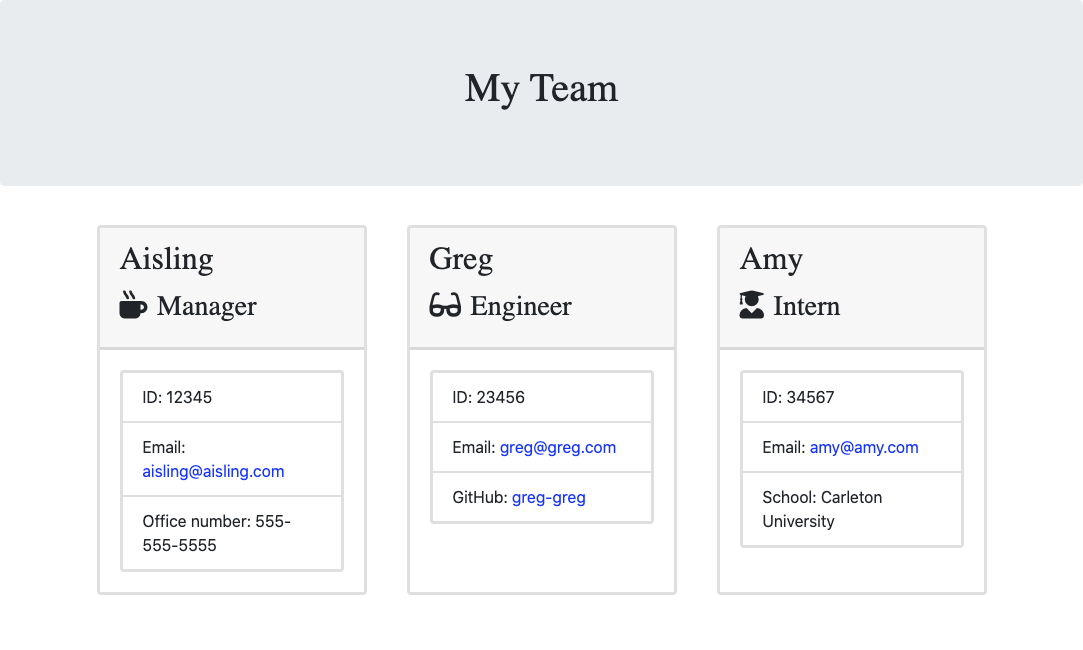 My Team
Aisling
Manager
ID: 12345
Email:
aisling@aisling.com
Office number: 555-
555-5555
Greg
Engineer
ID: 23456
Email: greg@greg.com
GitHub: greg-greg
Amy
Intern
ID: 34567
Email: amy@amy.com
School: Carleton
University